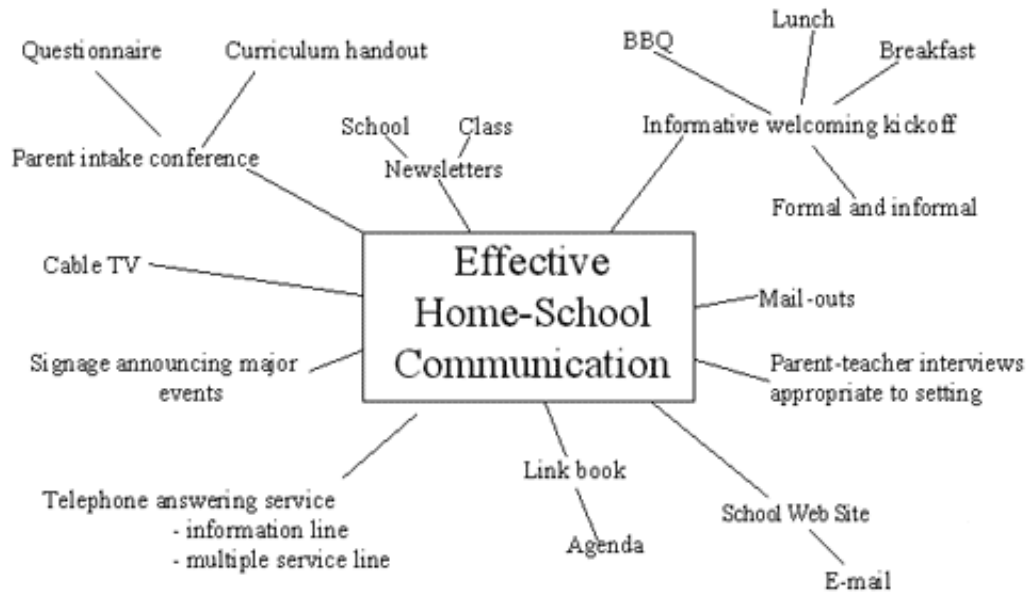 Questionnaire
Curriculum handout
Parent intake conference
School
Class
Newsletters
BBQ
Lunch
Breakfast
Informative welcoming kickoff
Formal and informal
Effective
Home-School
Communication
Cable TV
Mail-outs
Signage announcing major
events
Parent-teacher interviews
appropriate to setting
Telephone answering service
- information line
- multiple service line
Link book
Agenda
School Web Site
E-mail